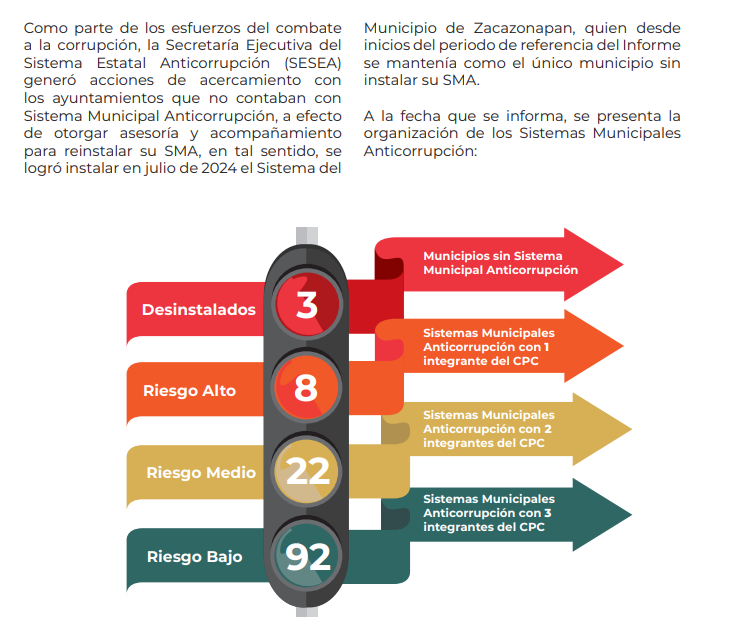 Como parte de los esfuerzos del combate
a la corrupción, la Secretaría Ejecutiva del
Sistema Estatal Anticorrupción (SESEA)
generó acciones de acercamiento con
los ayuntamientos que no contaban con
Sistema Municipal Anticorrupción, a efecto
de otorgar asesoría y acompañamiento
para reinstalar su SMA, en tal sentido, se
logró instalar en julio de 2024 el Sistema del
Municipio de Zacazonapan, quien desde
inicios del periodo de referencia del Informe
se mantenía como el único municipio sin
instalar su SMA.
A la fecha que se informa, se presenta la
organización de los Sistemas Municipales
Anticorrupción:
Desinstalados
3
Municipios sin Sistema
Municipal Anticorrupción
Riesgo Alto
8
Sistemas Municipales
Anticorrupción con 1
integrante del CPC
Riesgo Medio
22
Sistemas Municipales
Anticorrupción con 2
integrantes del CPC
Riesgo Bajo
92
Sistemas Municipales
Anticorrupción con 3
integrantes del CPC